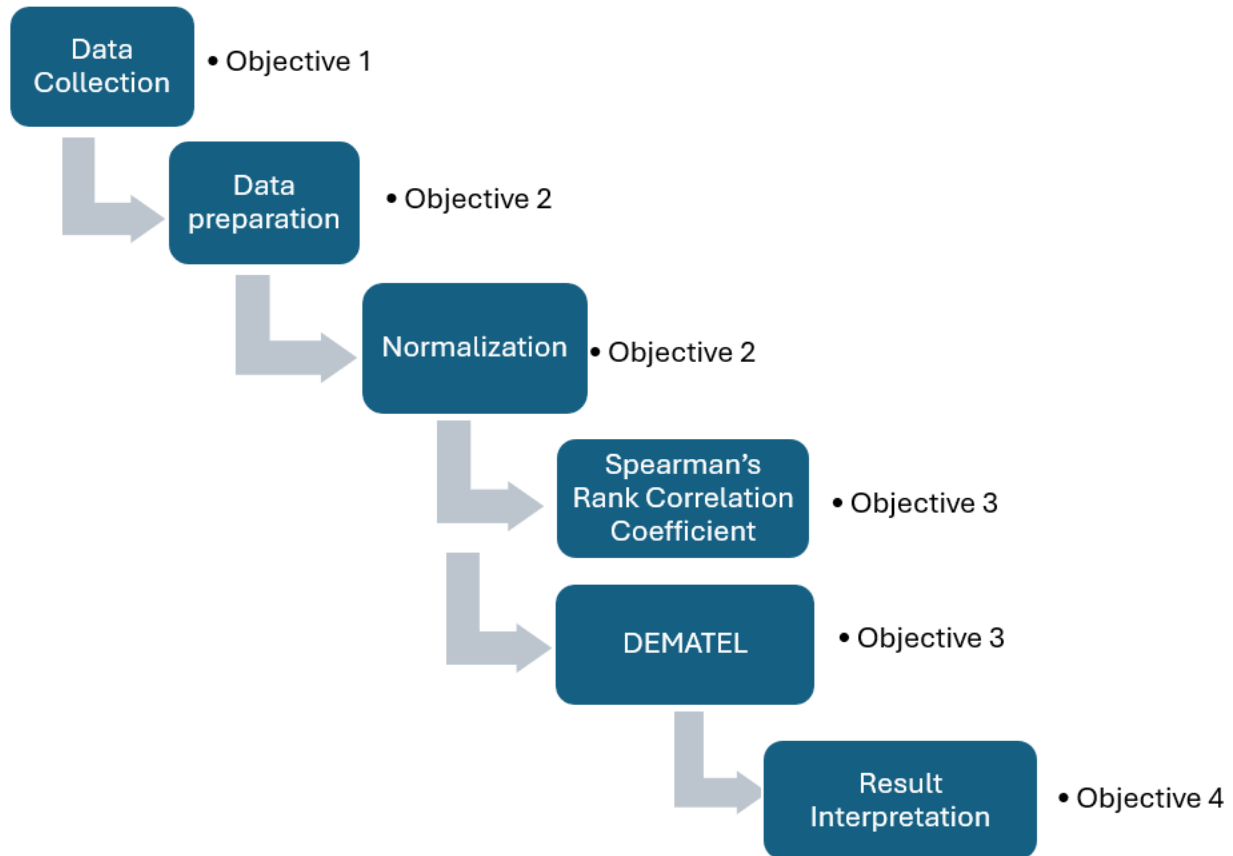 Data
Collection
• Objective 1
Data
preparation
• Objective 2
Normalization
• Objective 2
Spearman’s
Rank Correlation
Coefficient
• Objective 3
DEMATEL
• Objective 3
Result
Interpretation
• Objective 4